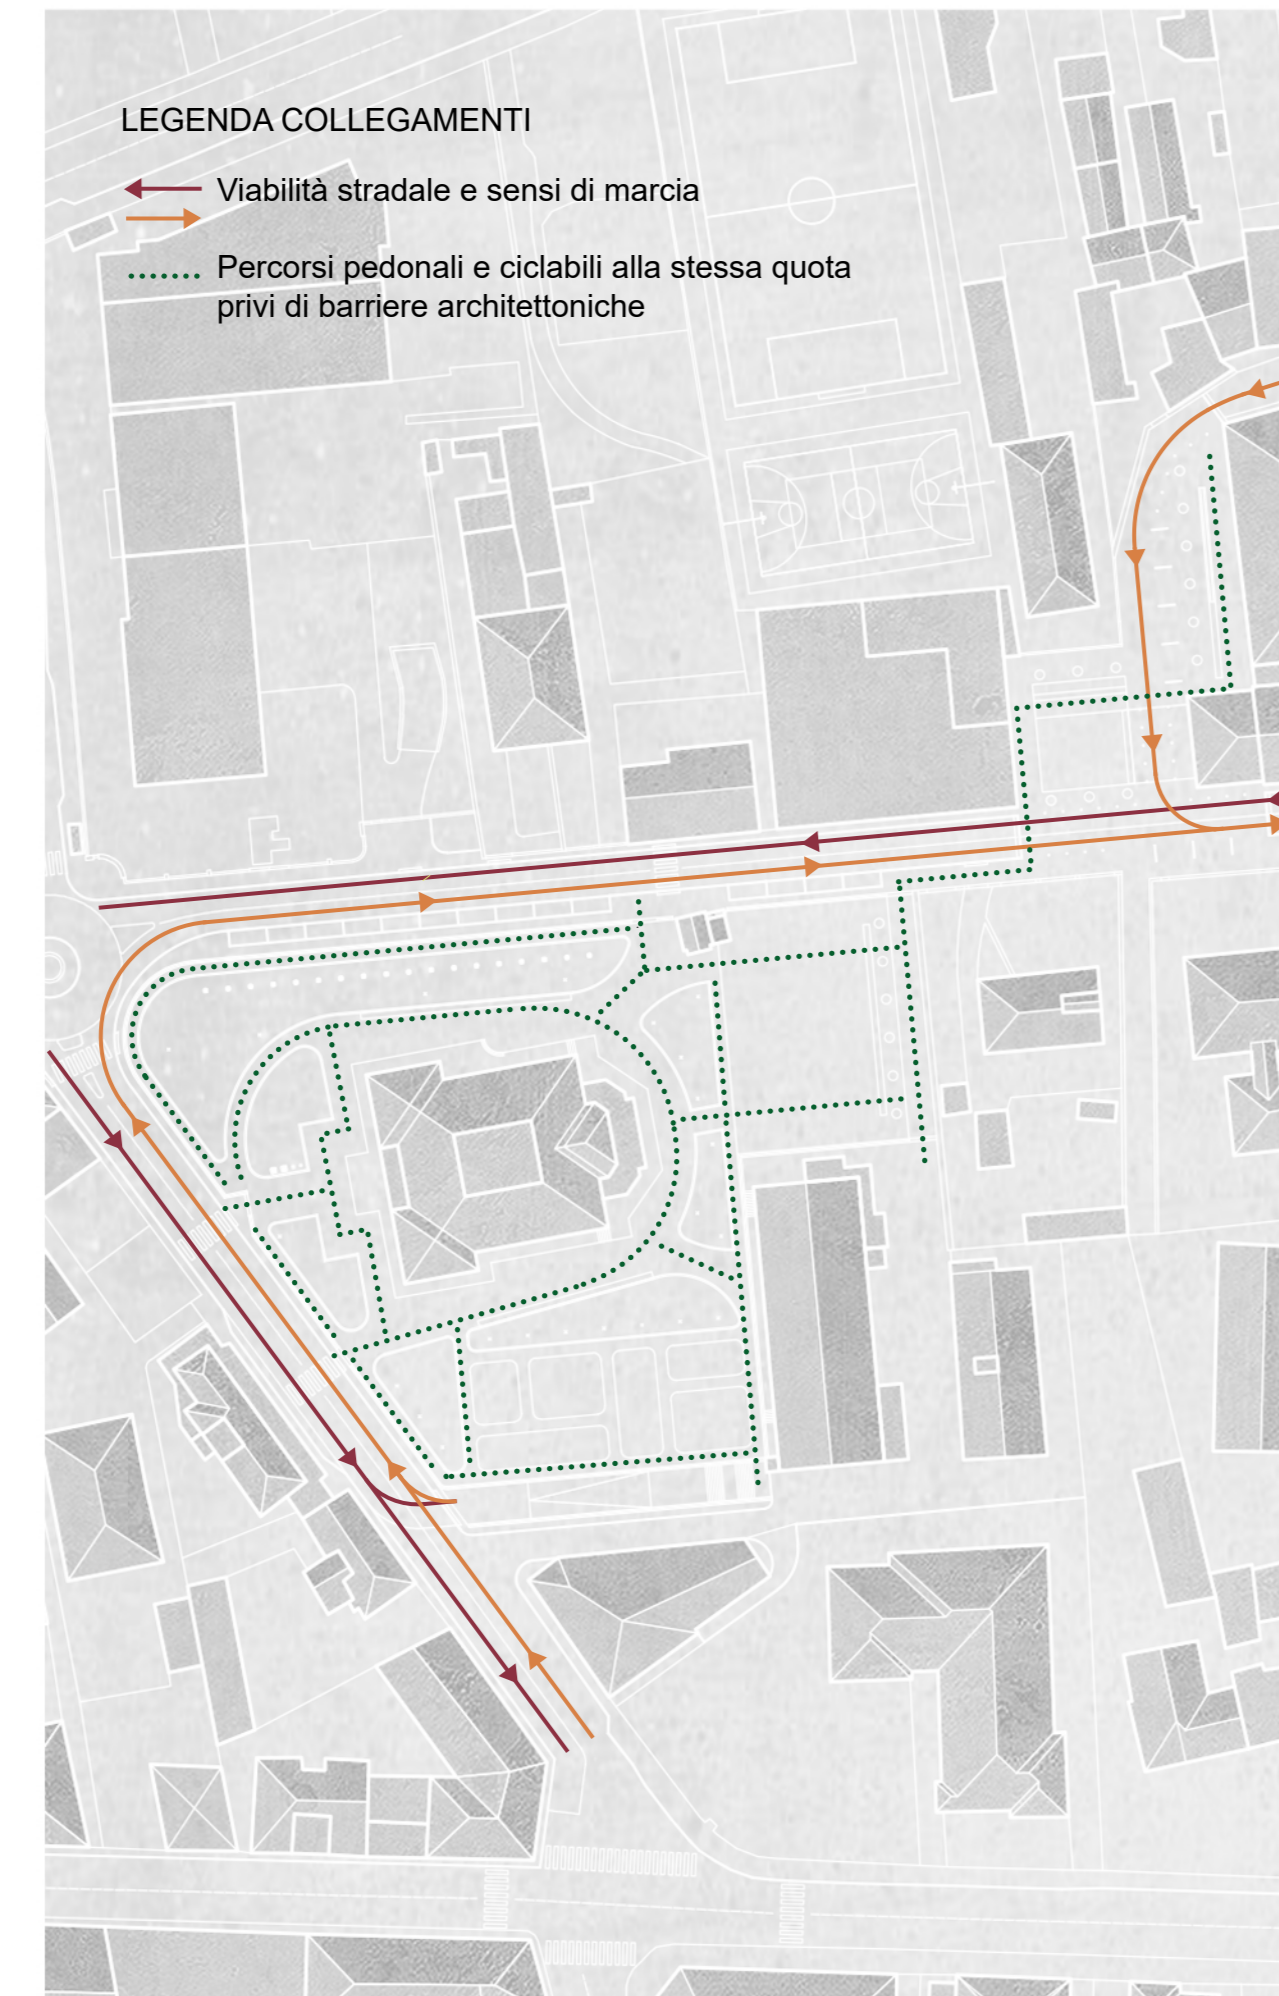 LEGENDA COLLEGAMENTI
Viabilità stradale e sensi di marcia
Percorsi pedonali e ciclabili alla stessa quota
privi di barriere architettoniche